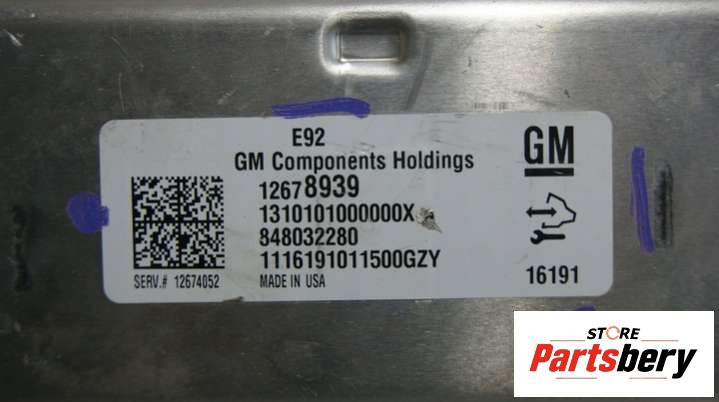 E92
GM Components Holdings
GM
12678939
1310101000000X
848032280
1116191011500GZY
SERV.# 12674052
MADE IN USA
16191
STORE
Partsbery